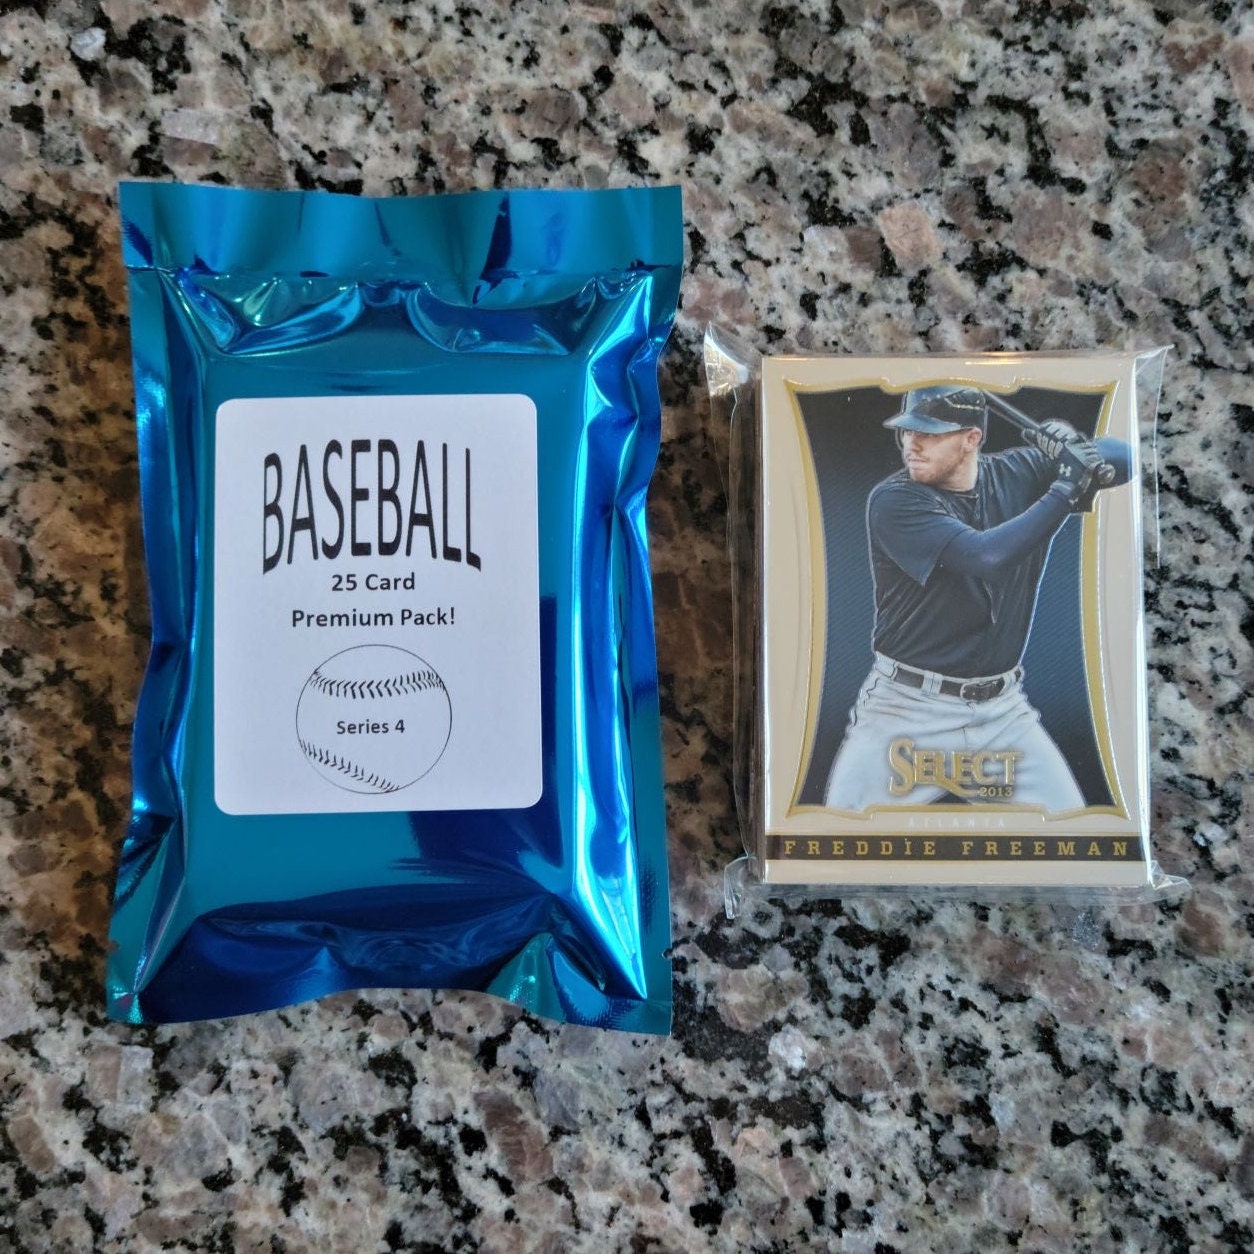 BASEBALL
25 Card
Premium Pack!
Series 4
SELECT
2013
ATLANTA
FREDDIE FREEMAN